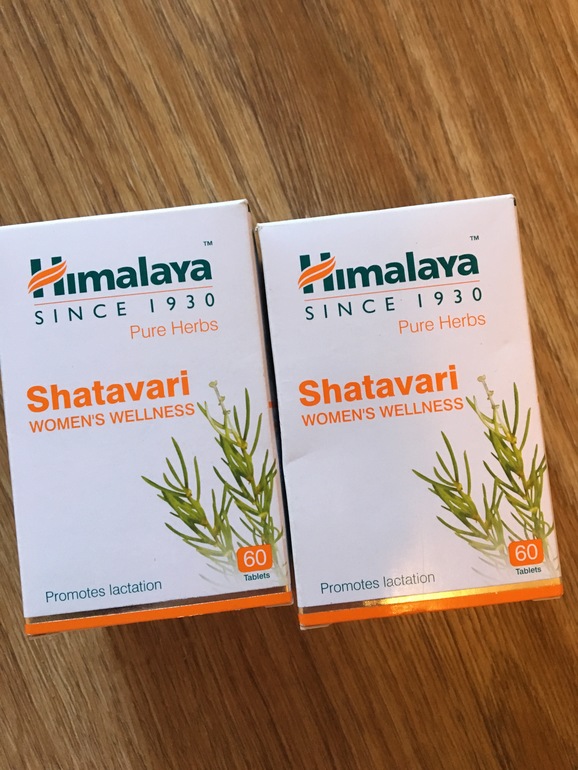 Himalaya™
SINCE 1930
Pure Herbs
Shatavari
WOMEN'S WELLNESS
60
Tablets
Promotes lactation
Himalaya™
SINCE 1930
Pure Herbs
Shatavari
WOMEN'S WELLNESS
60
Tablets
Promotes lactation